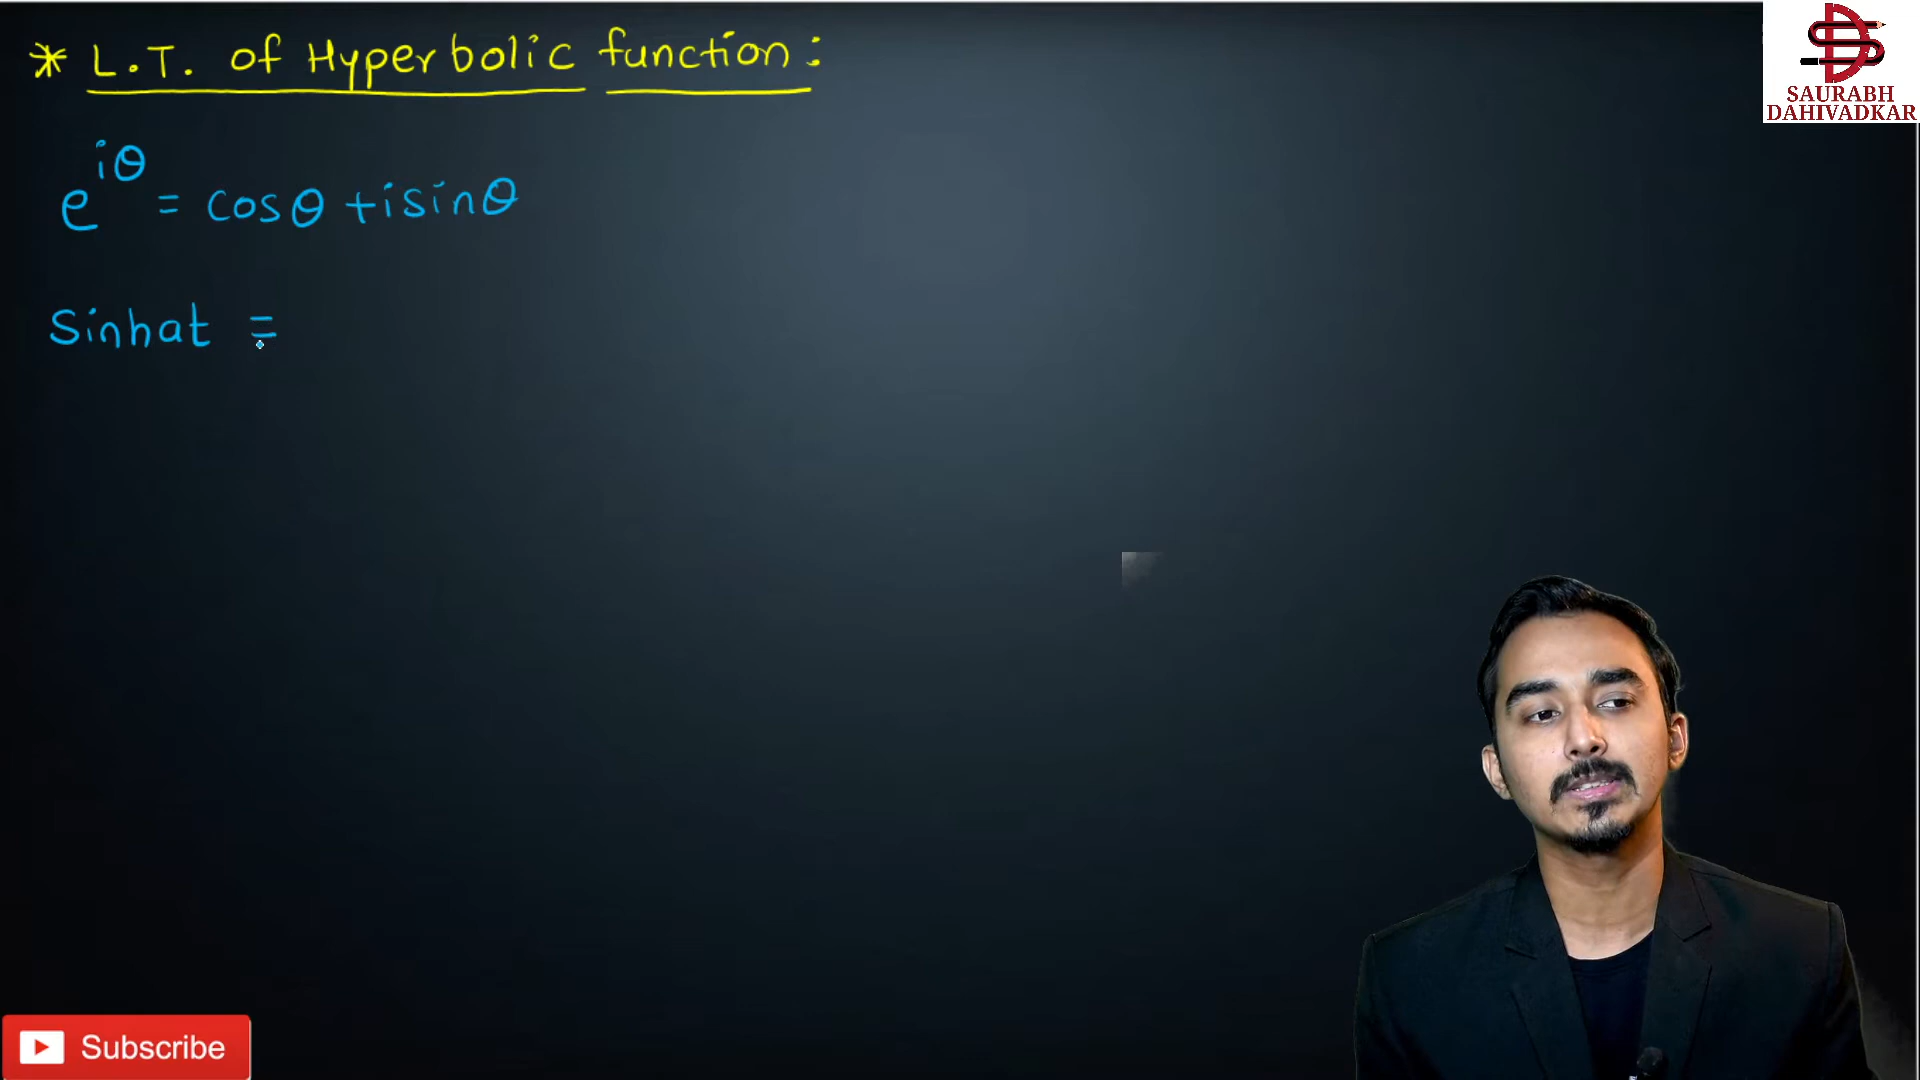 * L.T. of Hyperbolic function:
SAURABH
DAHIVADKAR
e^iθ = cosθ + isinθ
Sinhat =
Subscribe